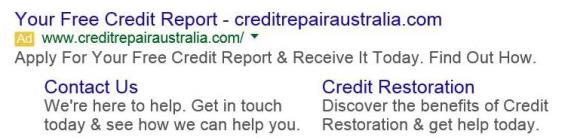 Your Free Credit Report - creditrepairaustralia.com
Ad www.creditrepairaustralia.com/
Apply For Your Free Credit Report & Receive It Today. Find Out How.
Contact Us
We're here to help. Get in touch
today & see how we can help you.
Credit Restoration
Discover the benefits of Credit
Restoration & get help today.